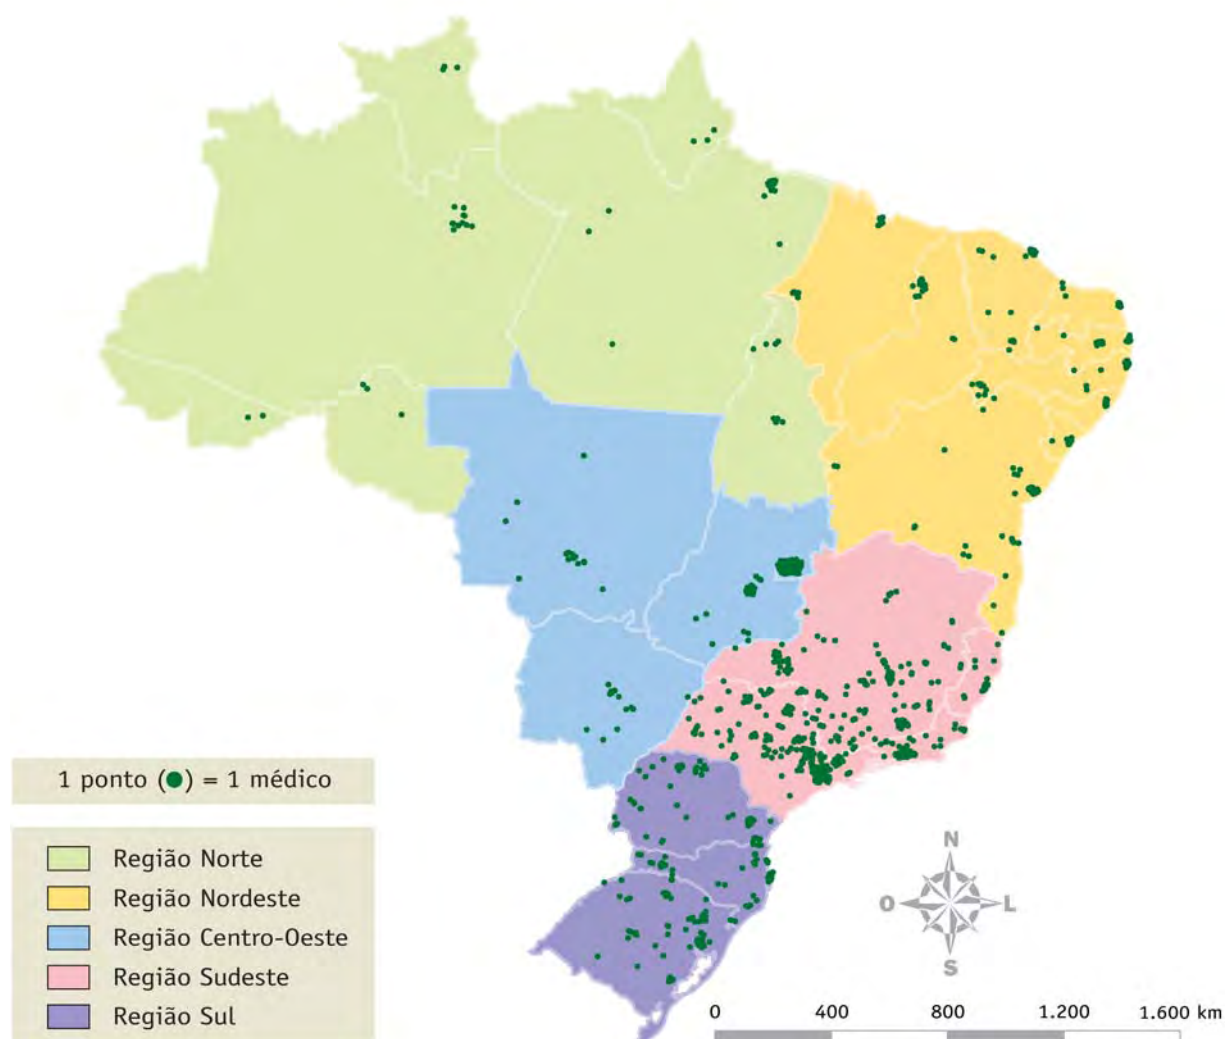 1 ponto (●) = 1 médico
Região Norte
Região Nordeste
Região Centro-Oeste
Região Sudeste
Região Sul
N
O L
S
0 400 800 1.200 1.600 km